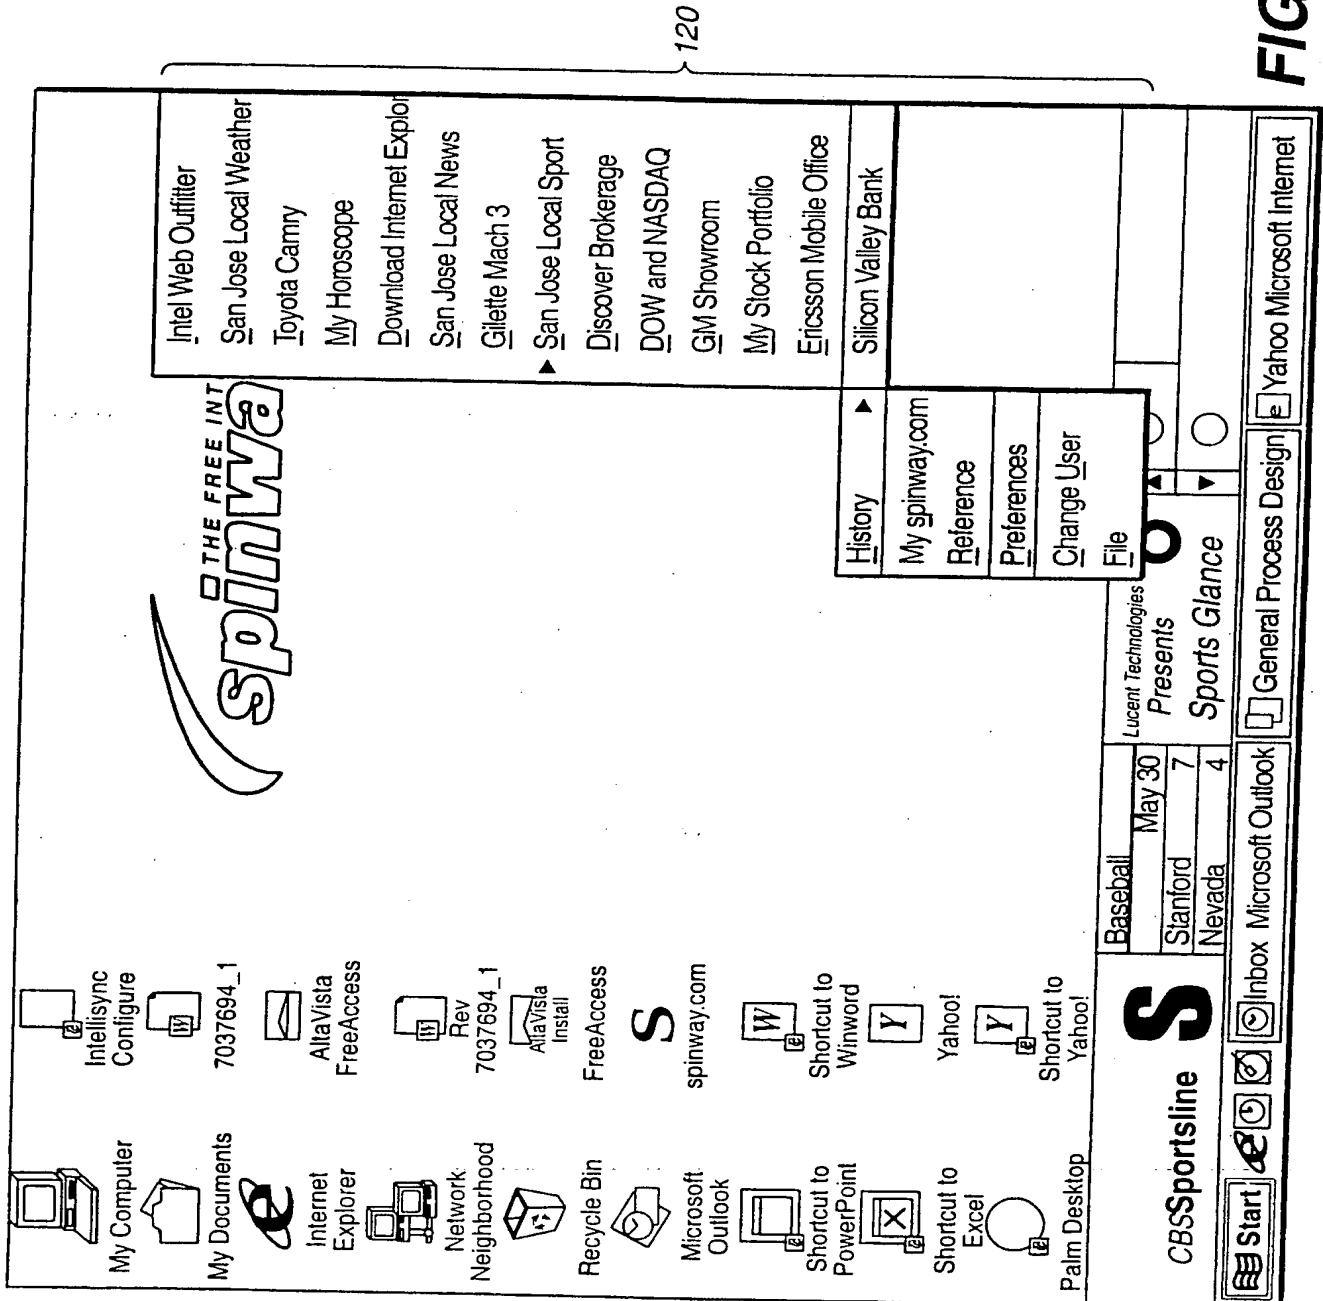 My Computer
My Documents
Internet
Explorer
Network
Neighborhood
Recycle Bin
Microsoft
Outlook
Shortcut to
PowerPoint
Shortcut to
Excel
Palm Desktop
Intellisync
Configure
7037694_1
AltaVista
FreeAccess
Rev
7037694_1
AltaVista
Install
FreeAccess
spinway.com
Shortcut to
Winword
Yahoo!
Shortcut to
Yahoo!
THE FREE INT
spinwa
Intel Web Outfitter
San Jose Local Weather
Toyota Camry
My Horoscope
Download Internet Explor
San Jose Local News
Gilette Mach 3
San Jose Local Sport
Discover Brokerage
DOW and NASDAQ
GM Showroom
My Stock Portfolio
Ericsson Mobile Office
Silicon Valley Bank
History
My spinway.com
Reference
Preferences
Change User
File
120
CBSSportsline
S
Baseball
May 30
Stanford 7
Nevada 4
Lucent Technologies
Presents
Sports Glance
Start
Inbox Microsoft Outlook
General Process Design
Yahoo Microsoft Internet
FIG